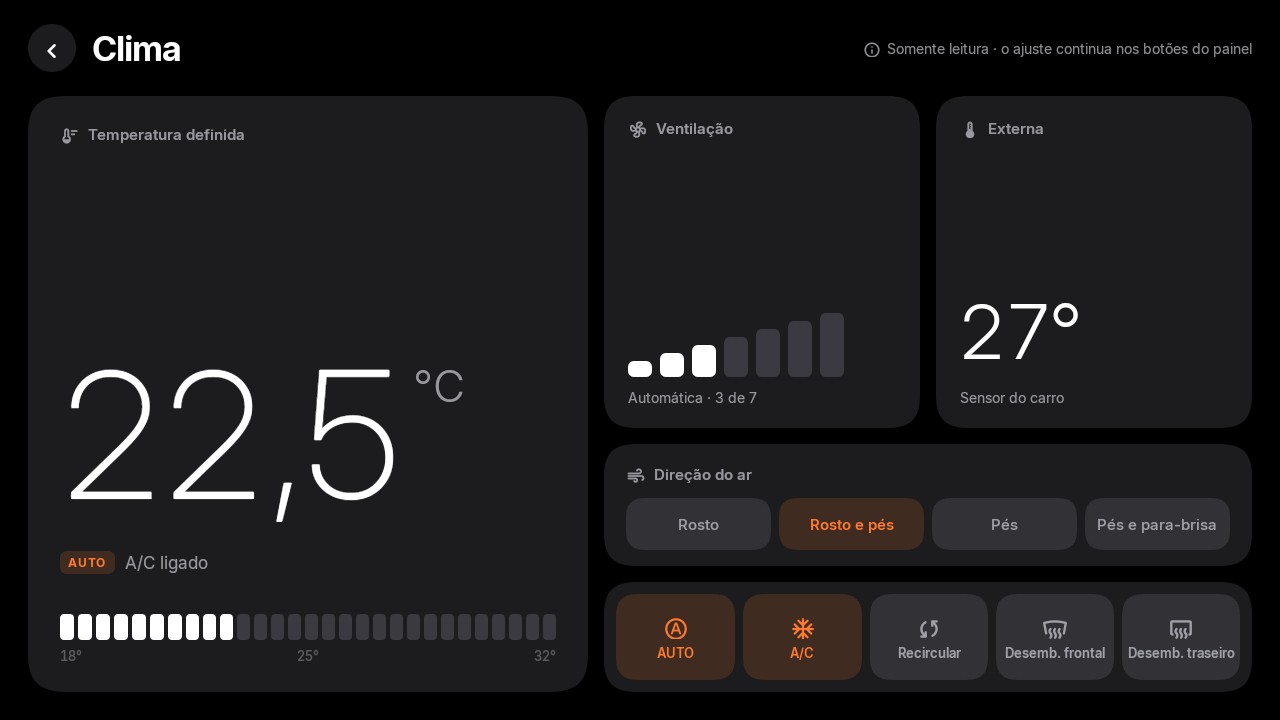 Clima
Somente leitura · o ajuste continua nos botões do painel
Temperatura definida
22,5 °C
AUTO A/C ligado
18° 25° 32°
Ventilação
Automática · 3 de 7
Externa
27°
Sensor do carro
Direção do ar
Rosto
Rosto e pés
Pés
Pés e para-brisa
AUTO
A/C
Recircular
Desemb. frontal
Desemb. traseiro